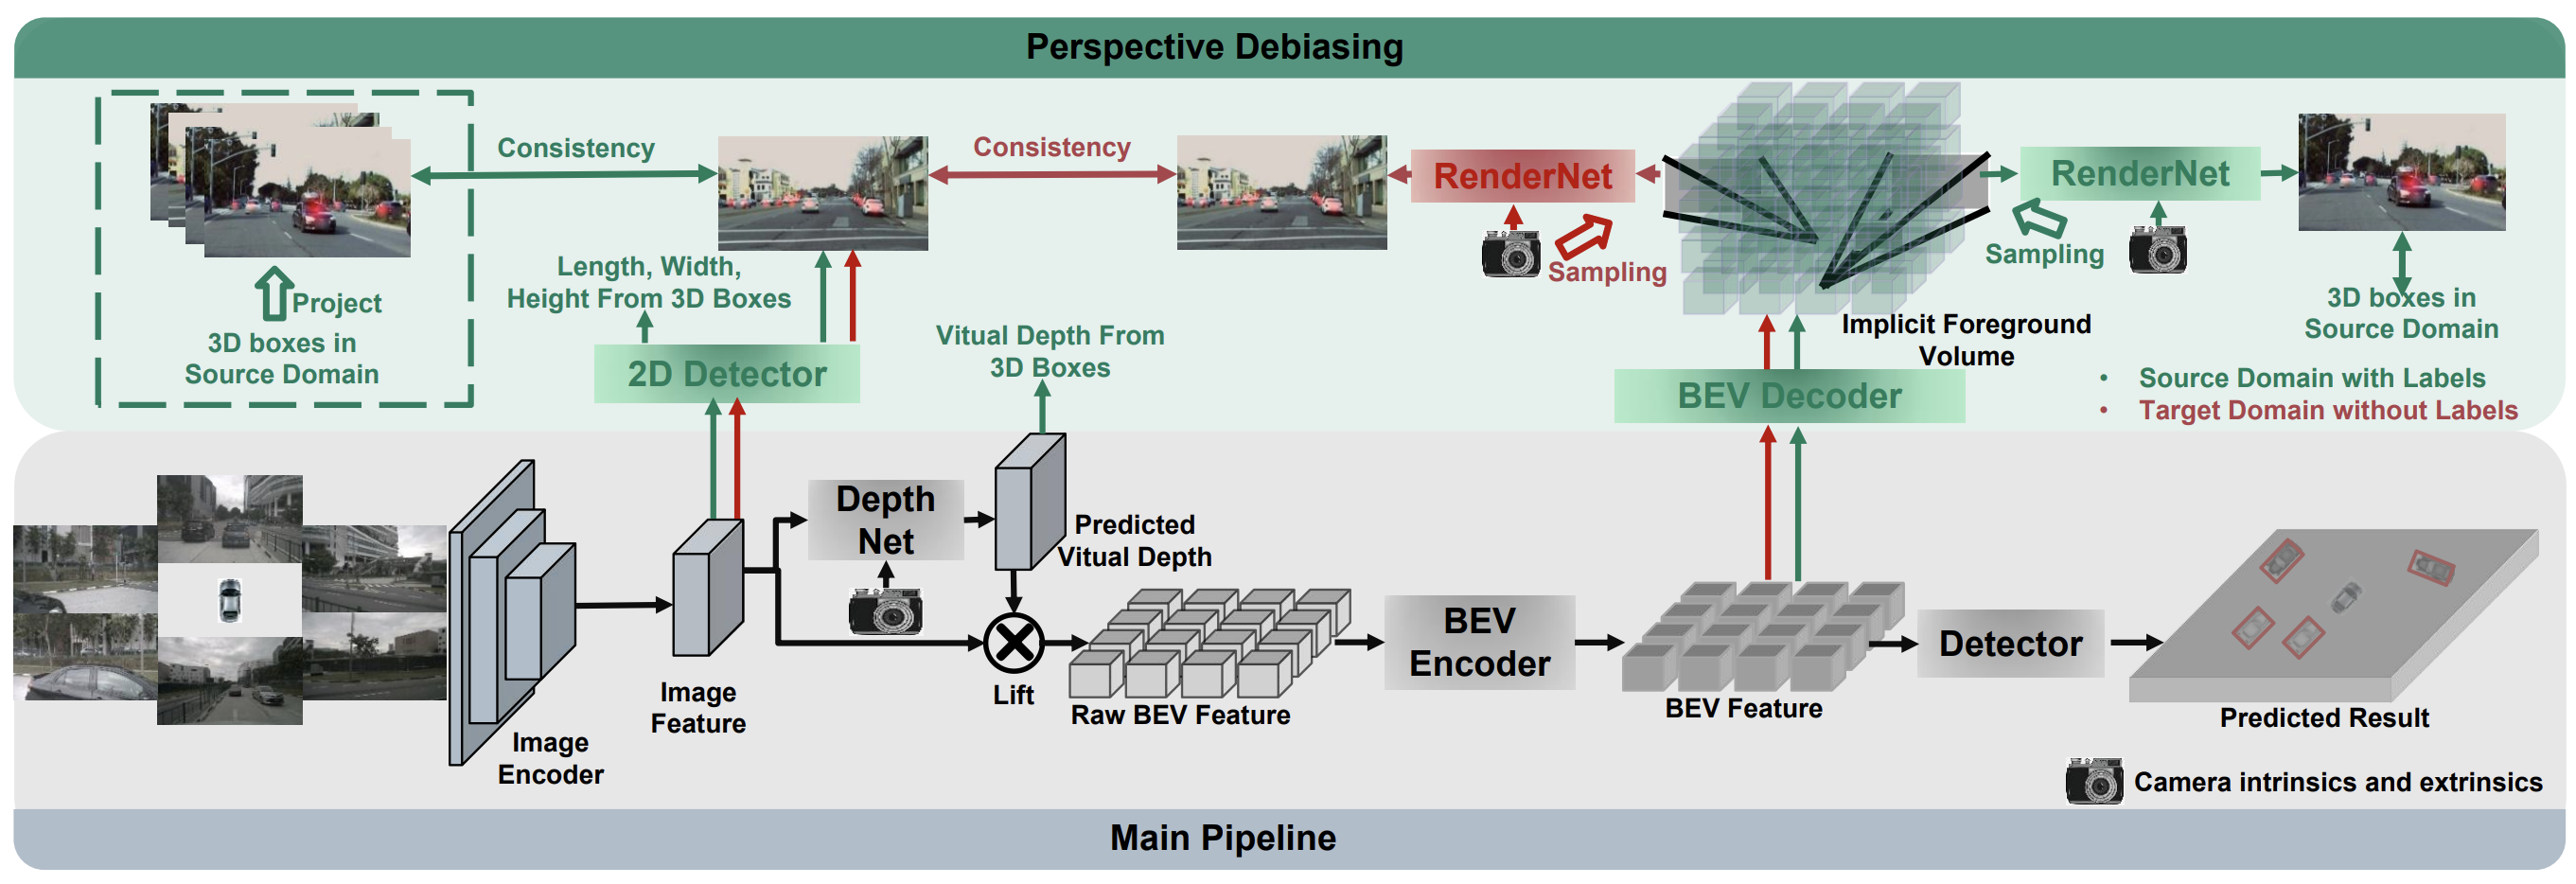 Perspective Debiasing
Consistency
Consistency
RenderNet
RenderNet
Sampling
Sampling
Project
3D boxes in
Source Domain
Length, Width,
Height From 3D Boxes
Vitual Depth From
3D Boxes
2D Detector
Implicit Foreground
Volume
BEV Decoder
3D boxes in
Source Domain
• Source Domain with Labels
• Target Domain without Labels
Depth
Net
Predicted
Vitual Depth
Image
Encoder
Image
Feature
Lift
Raw BEV Feature
BEV
Encoder
BEV Feature
Detector
Predicted Result
Camera intrinsics and extrinsics
Main Pipeline